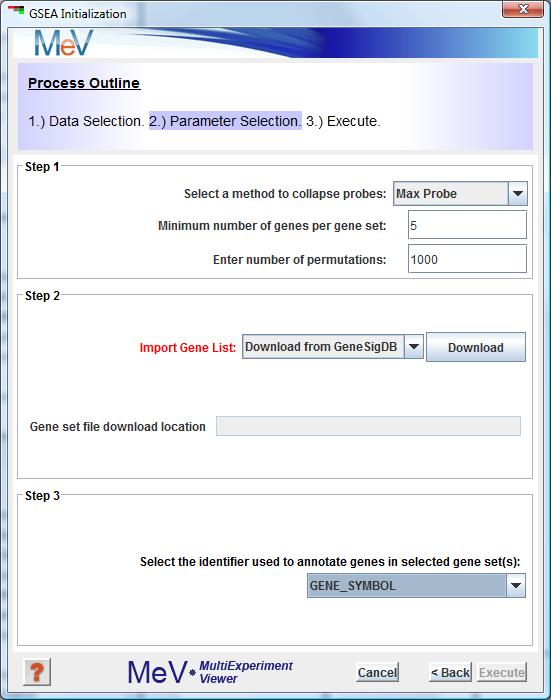 GSEA Initialization
MeV
Process Outline
1.) Data Selection. 2.) Parameter Selection. 3.) Execute.
Step 1
Select a method to collapse probes: Max Probe
Minimum number of genes per gene set: 5
Enter number of permutations: 1000
Step 2
Import Gene List: Download from GeneSigDB Download
Gene set file download location
Step 3
Select the identifier used to annotate genes in selected gene set(s):
GENE_SYMBOL
? MeV MultiExperiment Viewer Cancel < Back Execute